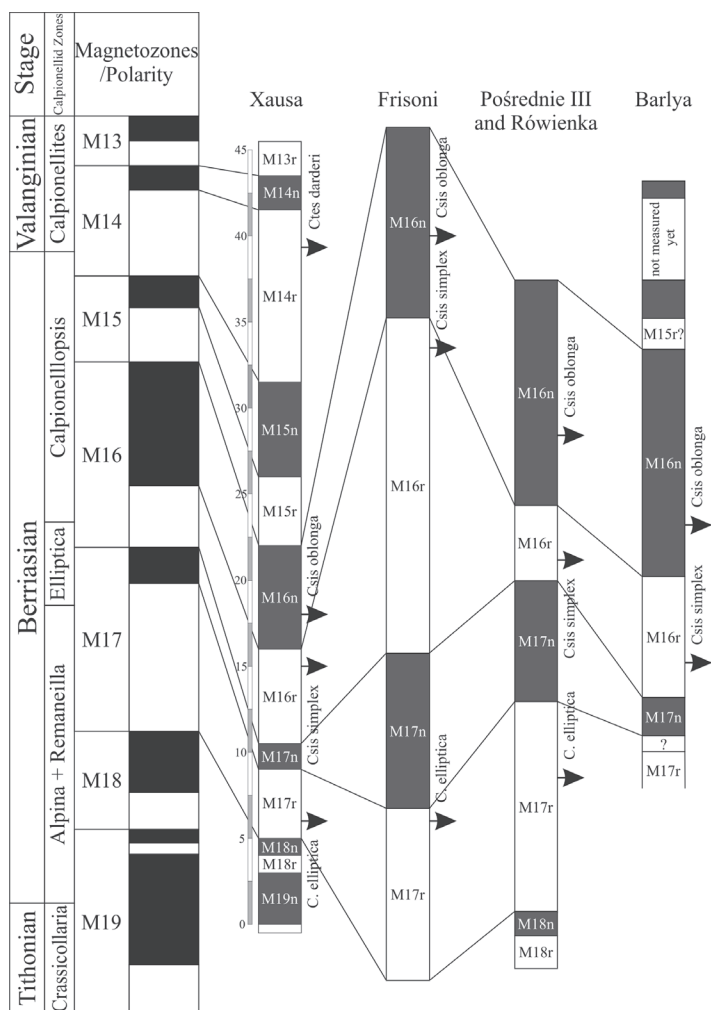 Stage
Calpionellid Zones
Magnetozones
/Polarity
Valanginian
Berriasian
Tithonian
Calpionellites
Calpionelllopsis
Elliptica
Alpina + Remaneilla
Crassicollaria
M13
M14
M15
M16
M17
M18
M19
Xausa
45
40
35
30
25
20
15
10
5
0
M13r
M14n
M14r
M15n
M15r
M16n
M16r
M17n
M17r
M18n
M18r
M19n
Ctes darderi
Csis oblonga
Csis simplex
C. elliptica
Frisoni
M16n
M16r
M17n
M17r
Csis oblonga
Csis simplex
C. elliptica
Pośrednie III
and Rówienka
M16n
M16r
M17n
M17r
M18n
M18r
Csis oblonga
Csis simplex
C. elliptica
Barlya
not measured
yet
M15r?
M16n
M16r
M17n
?
M17r
Csis oblonga
Csis simplex